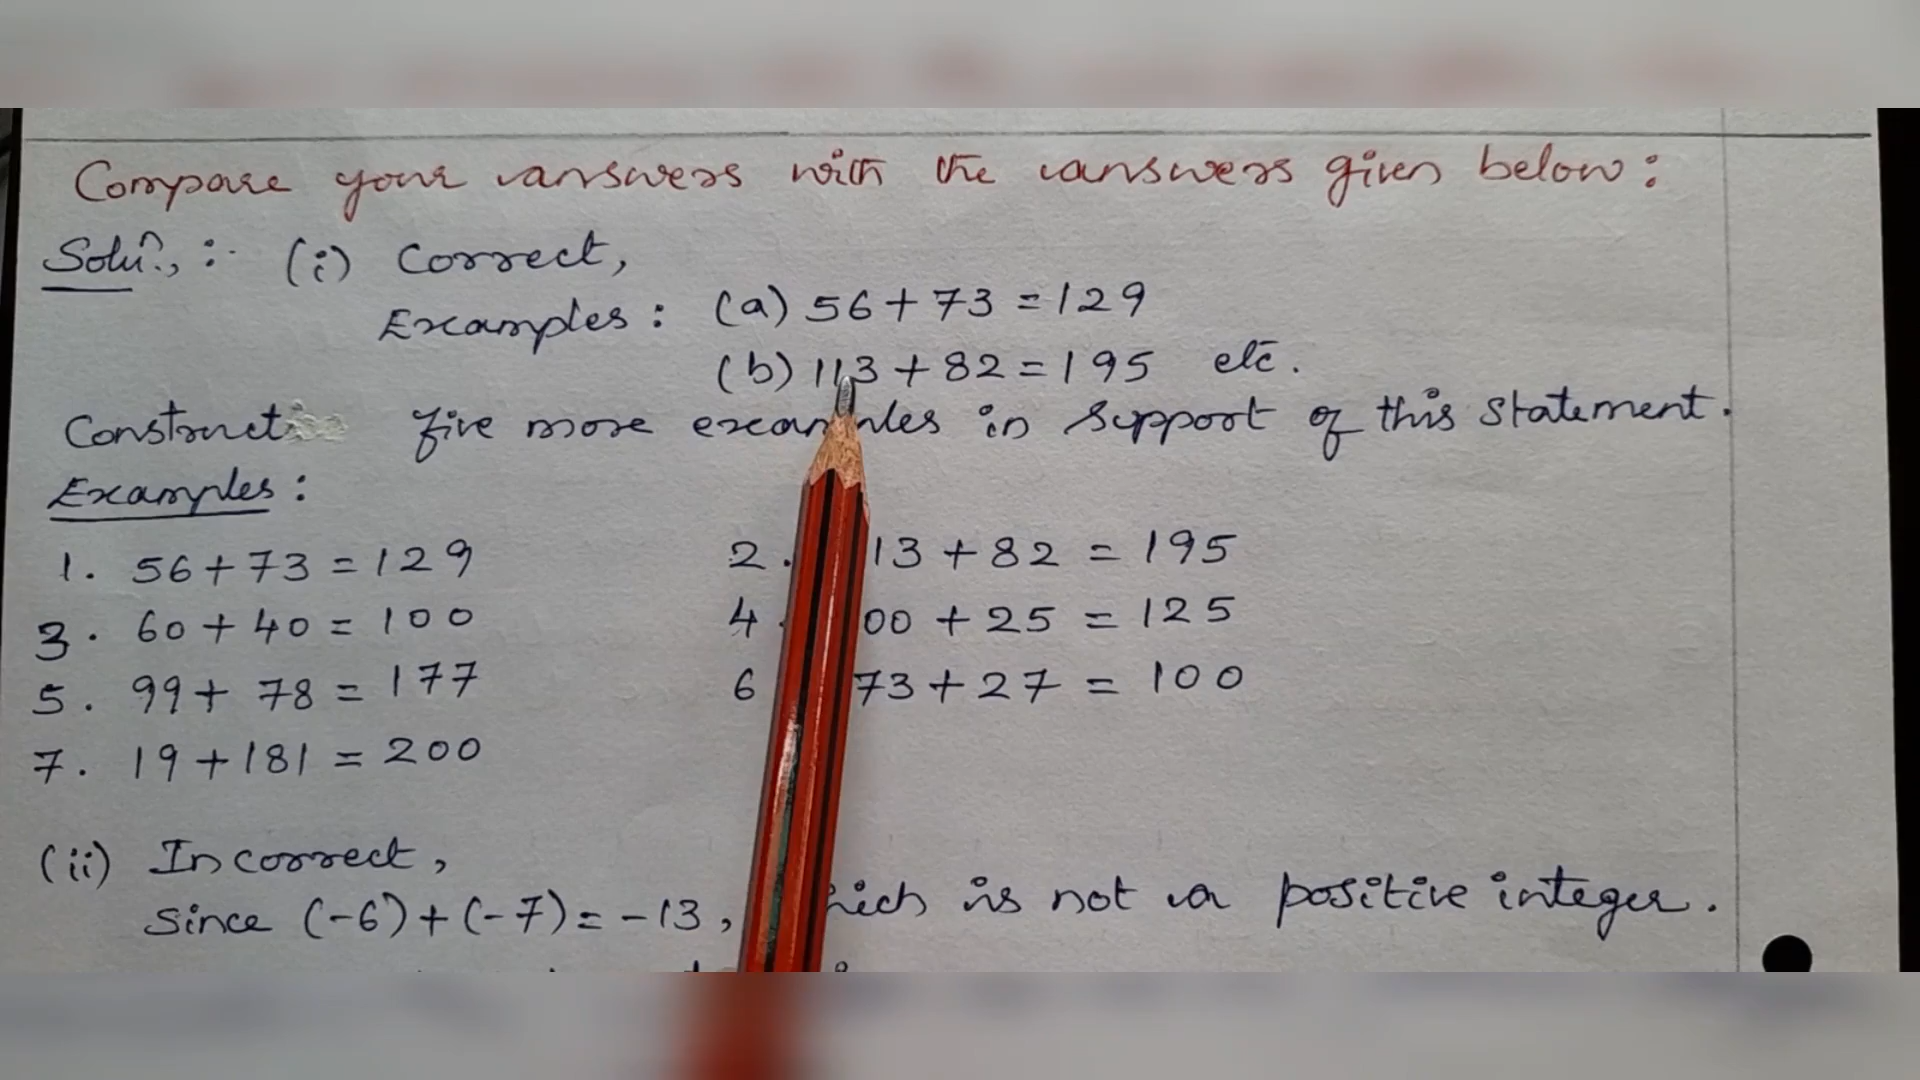 Compare your answers with the answers given below:
Solun., :- (i) Correct,
Examples: (a) 56+73=129
(b) 113+82=195 etc.
Construct five more examples in support of this statement.
Examples:
1. 56+73=129 2. 13+82=195
3. 60+40=100 4. 00+25=125
5. 99+78=177 6 73+27=100
7. 19+181=200
(ii) Incorrect,
since (-6)+(-7)=-13, hich is not a positive integer.